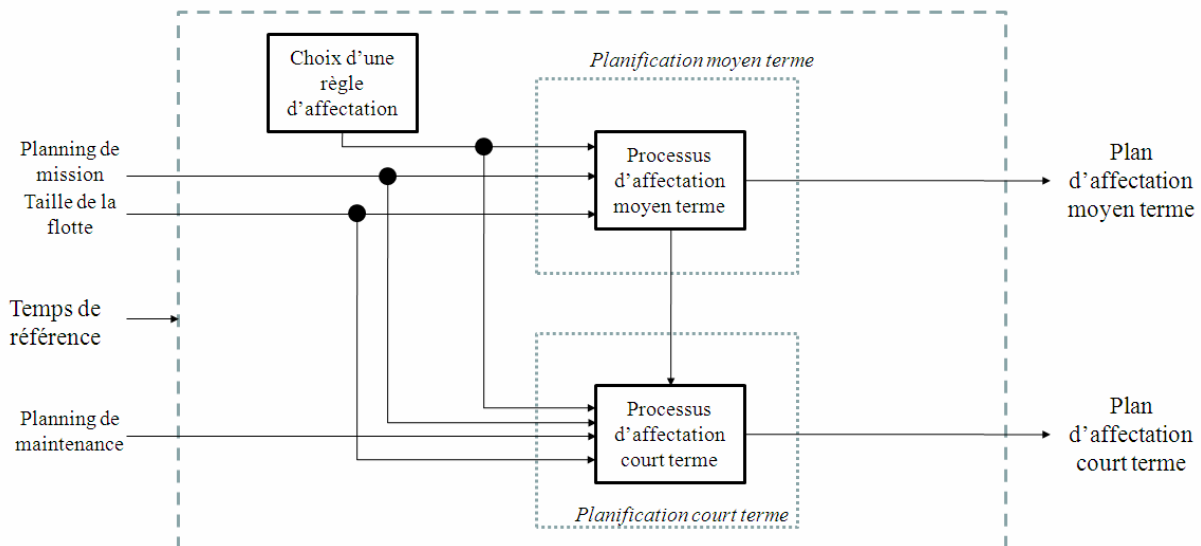 Choix d'une
règle
d'affectation
Planification moyen terme
Planning de
mission
Taille de la
flotte
Processus
d'affectation
moyen terme
Plan
d'affectation
moyen terme
Temps de
référence
Planning de
maintenance
Processus
d'affectation
court terme
Plan
d'affectation
court terme
Planification court terme